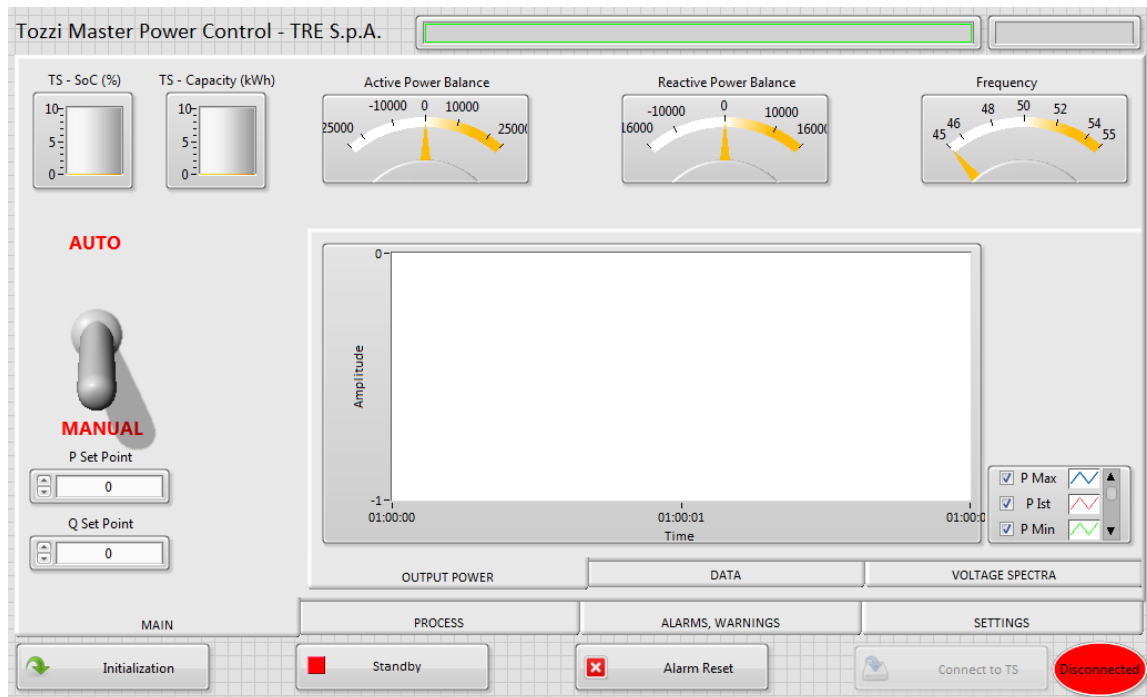 Tozzi Master Power Control - TRE S.p.A.
TS - SoC (%)
10
5
0
TS - Capacity (kWh)
10
5
0
Active Power Balance
-10000 0 10000
25000 25000
Reactive Power Balance
-10000 0 10000
16000 16000
Frequency
45 46 48 50 52 54 55
AUTO
MANUAL
P Set Point
0
Q Set Point
0
0
Amplitude
-1
01:00:00 01:00:01 01:00:0
Time
P Max
P Ist
P Min
OUTPUT POWER DATA VOLTAGE SPECTRA
MAIN PROCESS ALARMS, WARNINGS SETTINGS
Initialization Standby Alarm Reset Connect to TS Disconnected